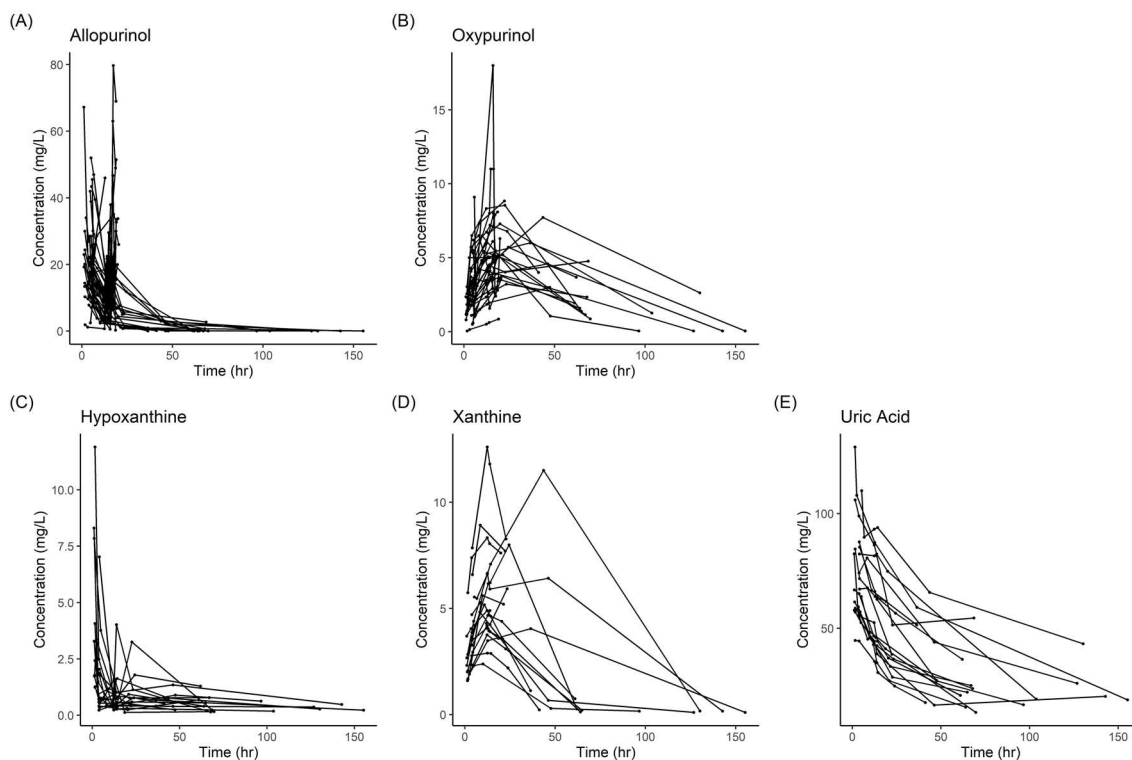 (A)
Allopurinol
Concentration (mg/L)
80
60
40
20
0
0 50 100 150
Time (hr)
(B)
Oxypurinol
Concentration (mg/L)
15
10
5
0
0 50 100 150
Time (hr)
(C)
Hypoxanthine
Concentration (mg/L)
10.0
7.5
5.0
2.5
0.0
0 50 100 150
Time (hr)
(D)
Xanthine
Concentration (mg/L)
10
5
0
0 50 100 150
Time (hr)
(E)
Uric Acid
Concentration (mg/L)
100
50
0 50 100 150
Time (hr)